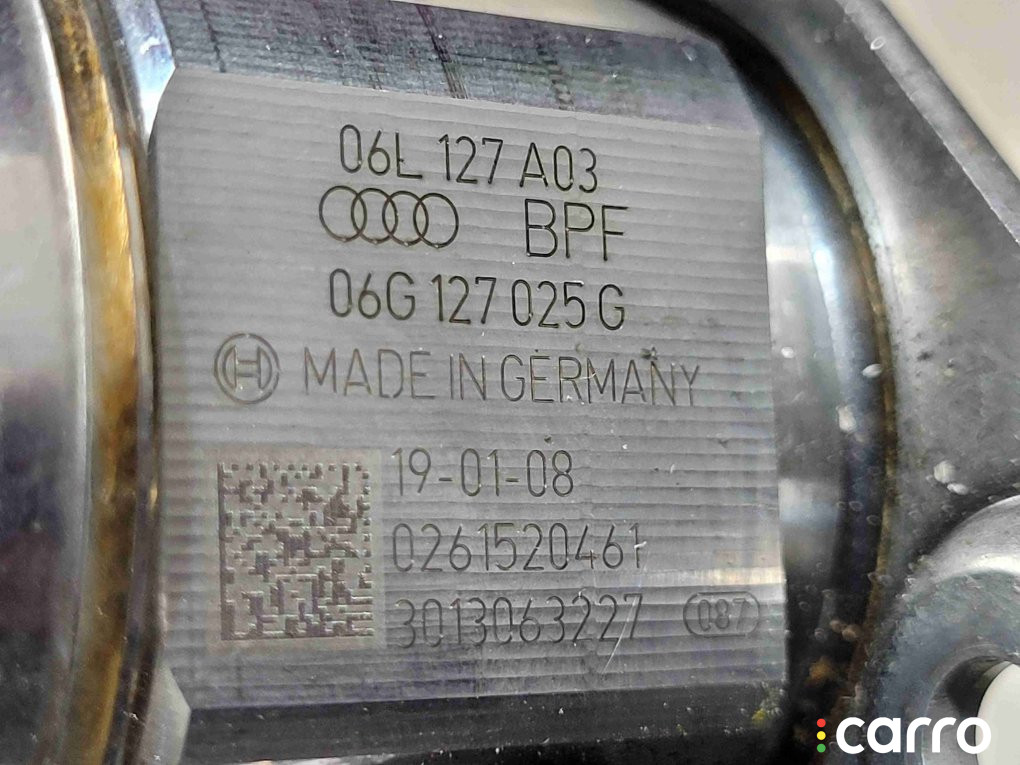 06L 127 A03
BPF
06G 127 025 G
MADE IN GERMANY
19-01-08
0261520461
3013063227 087
carro